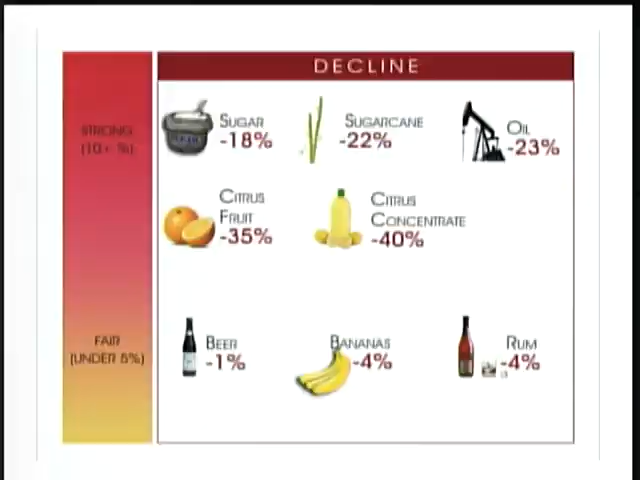 DECLINE
STRONG
(10+ %)
SUGAR
-18%
SUGARCANE
-22%
OIL
-23%
CITRUS
FRUIT
-35%
CITRUS
CONCENTRATE
-40%
FAIR
(UNDER 5%)
BEER
-1%
BANANAS
-4%
RUM
-4%